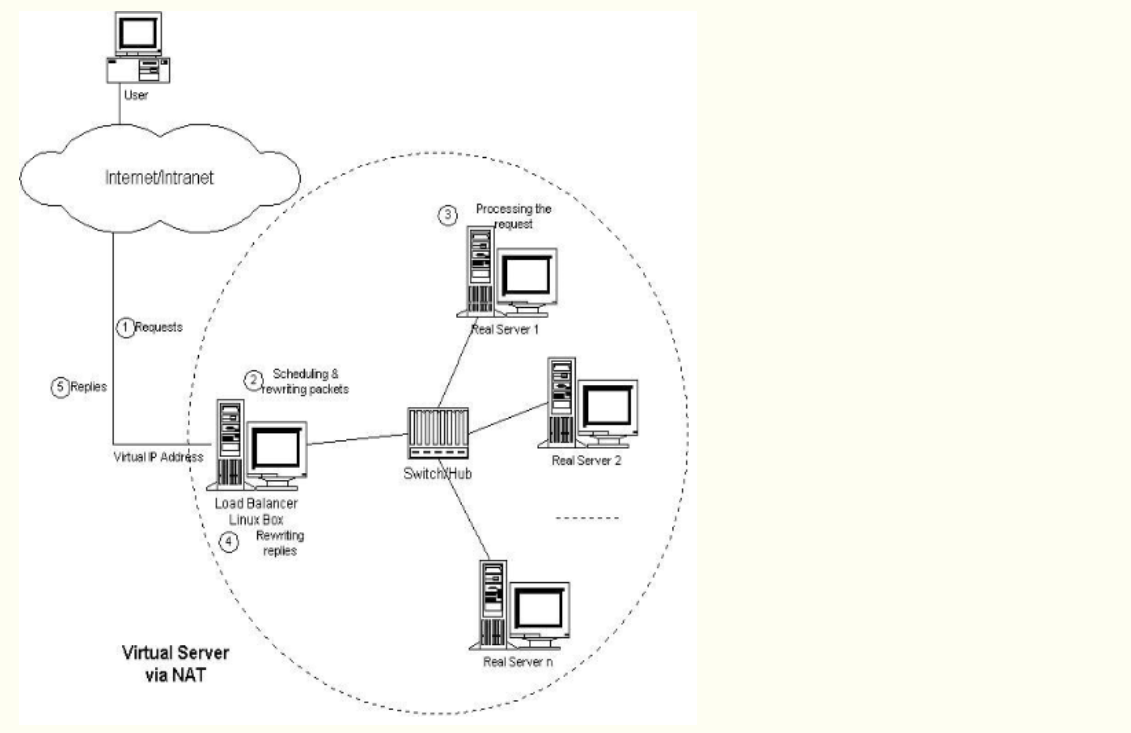 User
Internet/Intranet
3
Processing the
request
Real Server 1
1
Requests
2
Scheduling &
rewriting packets
5
Replies
Virtual IP Address
Switch/Hub
Real Server 2
Load Balancer
Linux Box
4
Rewriting
replies
Real Server n
Virtual Server
via NAT